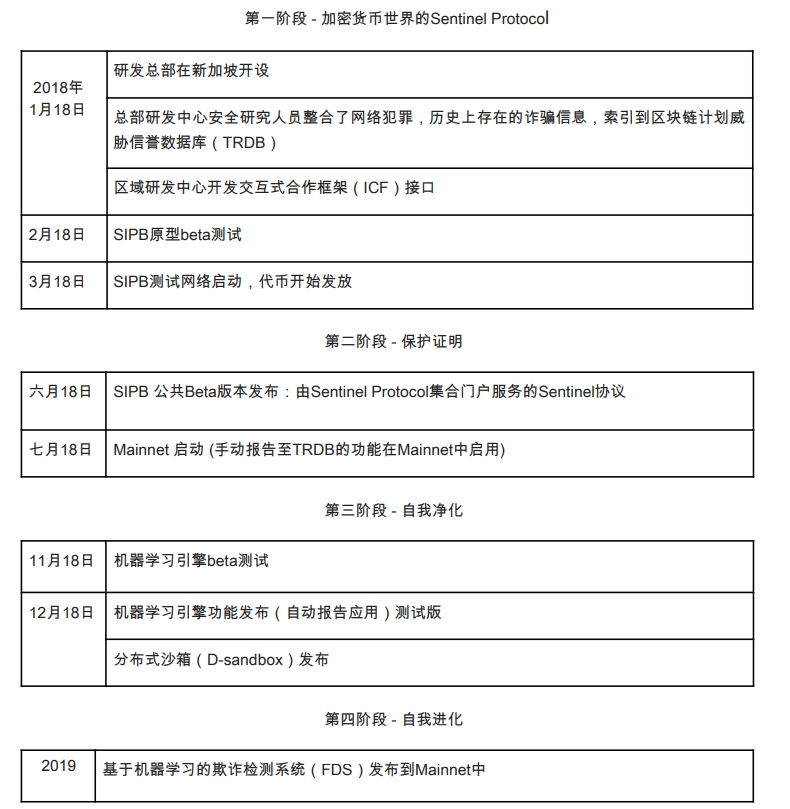 第一阶段 - 加密货币世界的Sentinel Protocol
2018年
1月18日
研发总部在新加坡开设
总部研发中心安全研究人员整合了网络犯罪，历史上存在的诈骗信息，索引到区块链计划威
胁信誉数据库（TRDB）
区域研发中心开发交互式合作框架（ICF）接口
2月18日
SIPB原型beta测试
3月18日
SIPB测试网络启动，代币开始发放
第二阶段 - 保护证明
六月18日
SIPB 公共Beta版本发布：由Sentinel Protocol集合门户服务的Sentinel协议
七月18日
Mainnet 启动 (手动报告至TRDB的功能在Mainnet中启用)
第三阶段 - 自我净化
11月18日
机器学习引擎beta测试
12月18日
机器学习引擎功能发布（自动报告应用）测试版
分布式沙箱（D-sandbox）发布
第四阶段 - 自我进化
2019
基于机器学习的欺诈检测系统（FDS）发布到Mainnet中